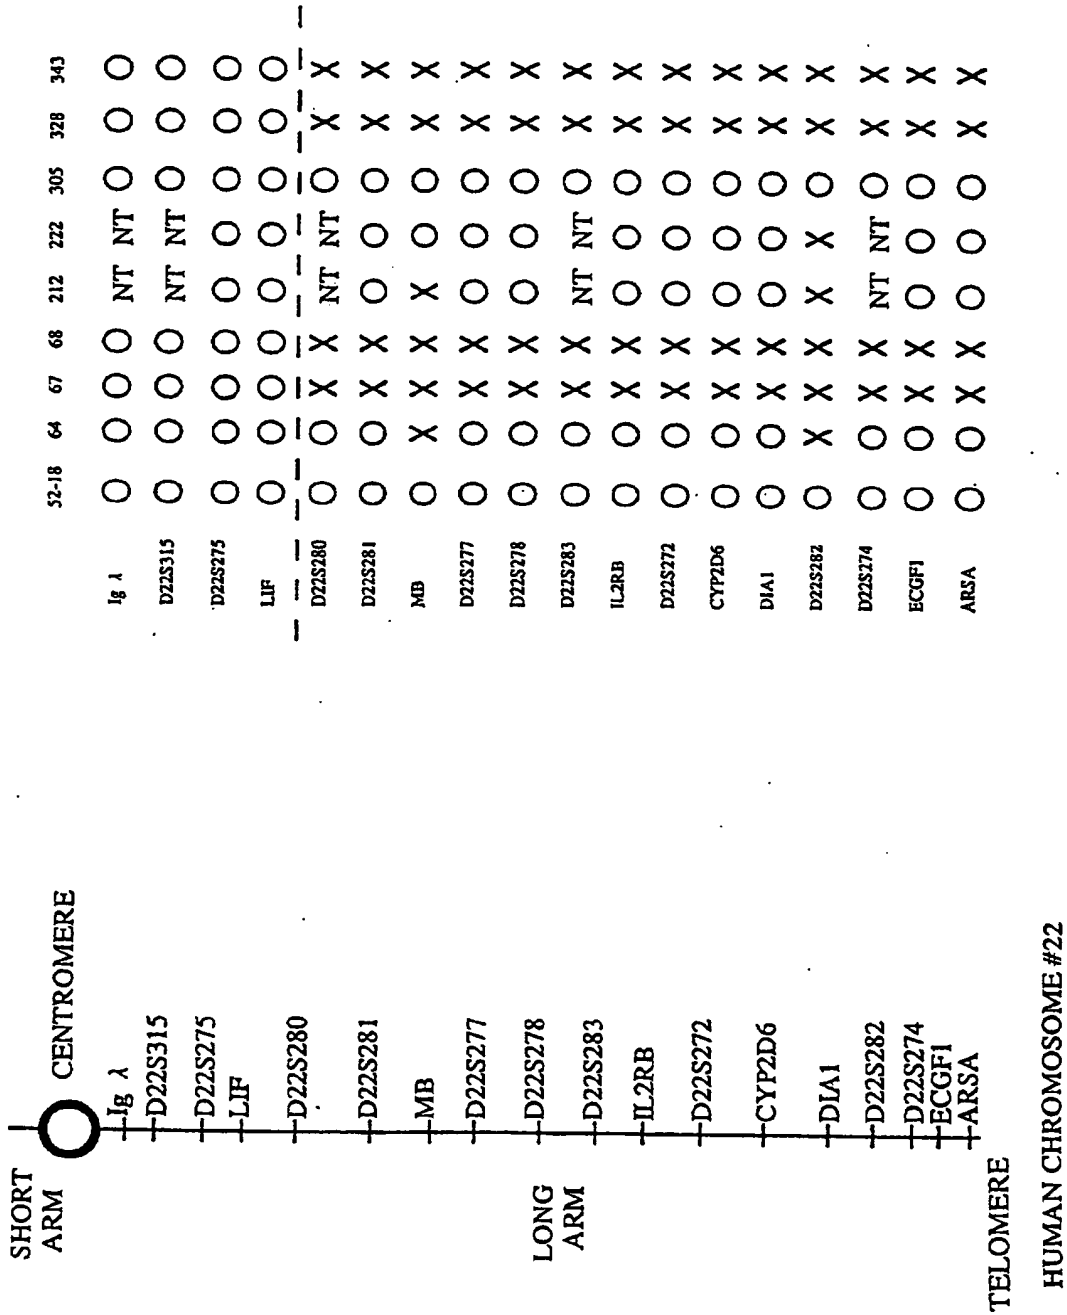 SHORT
ARM
CENTROMERE
Ig λ
D22S315
D22S275
LIF
D22S280
D22S281
MB
D22S277
D22S278
D22S283
IL2RB
D22S272
CYP2D6
DIA1
D22S282
D22S274
ECGF1
ARSA
LONG
ARM
TELOMERE
HUMAN CHROMOSOME #22
52-18 64 67 68 212 222 305 328 343
Ig λ O O O O NT NT O O O
D22S315 O O O O NT NT O O O
D22S275 O O O O O O O O O
LIF O O O O O O O O O
D22S280 O O X X NT NT O X X
D22S281 O O X X O O O X X
MB O X X X X O O X X
D22S277 O O X X O O O X X
D22S278 O O X X O O O X X
D22S283 O O X X NT NT O X X
IL2RB O O X X O O O X X
D22S272 O O X X O O O X X
CYP2D6 O O X X O O O X X
DIA1 O O X X O O O X X
D22S282 O X X X X X O X X
D22S274 O O X X NT NT O X X
ECGF1 O O X X O O O X X
ARSA O O X X O O O X X